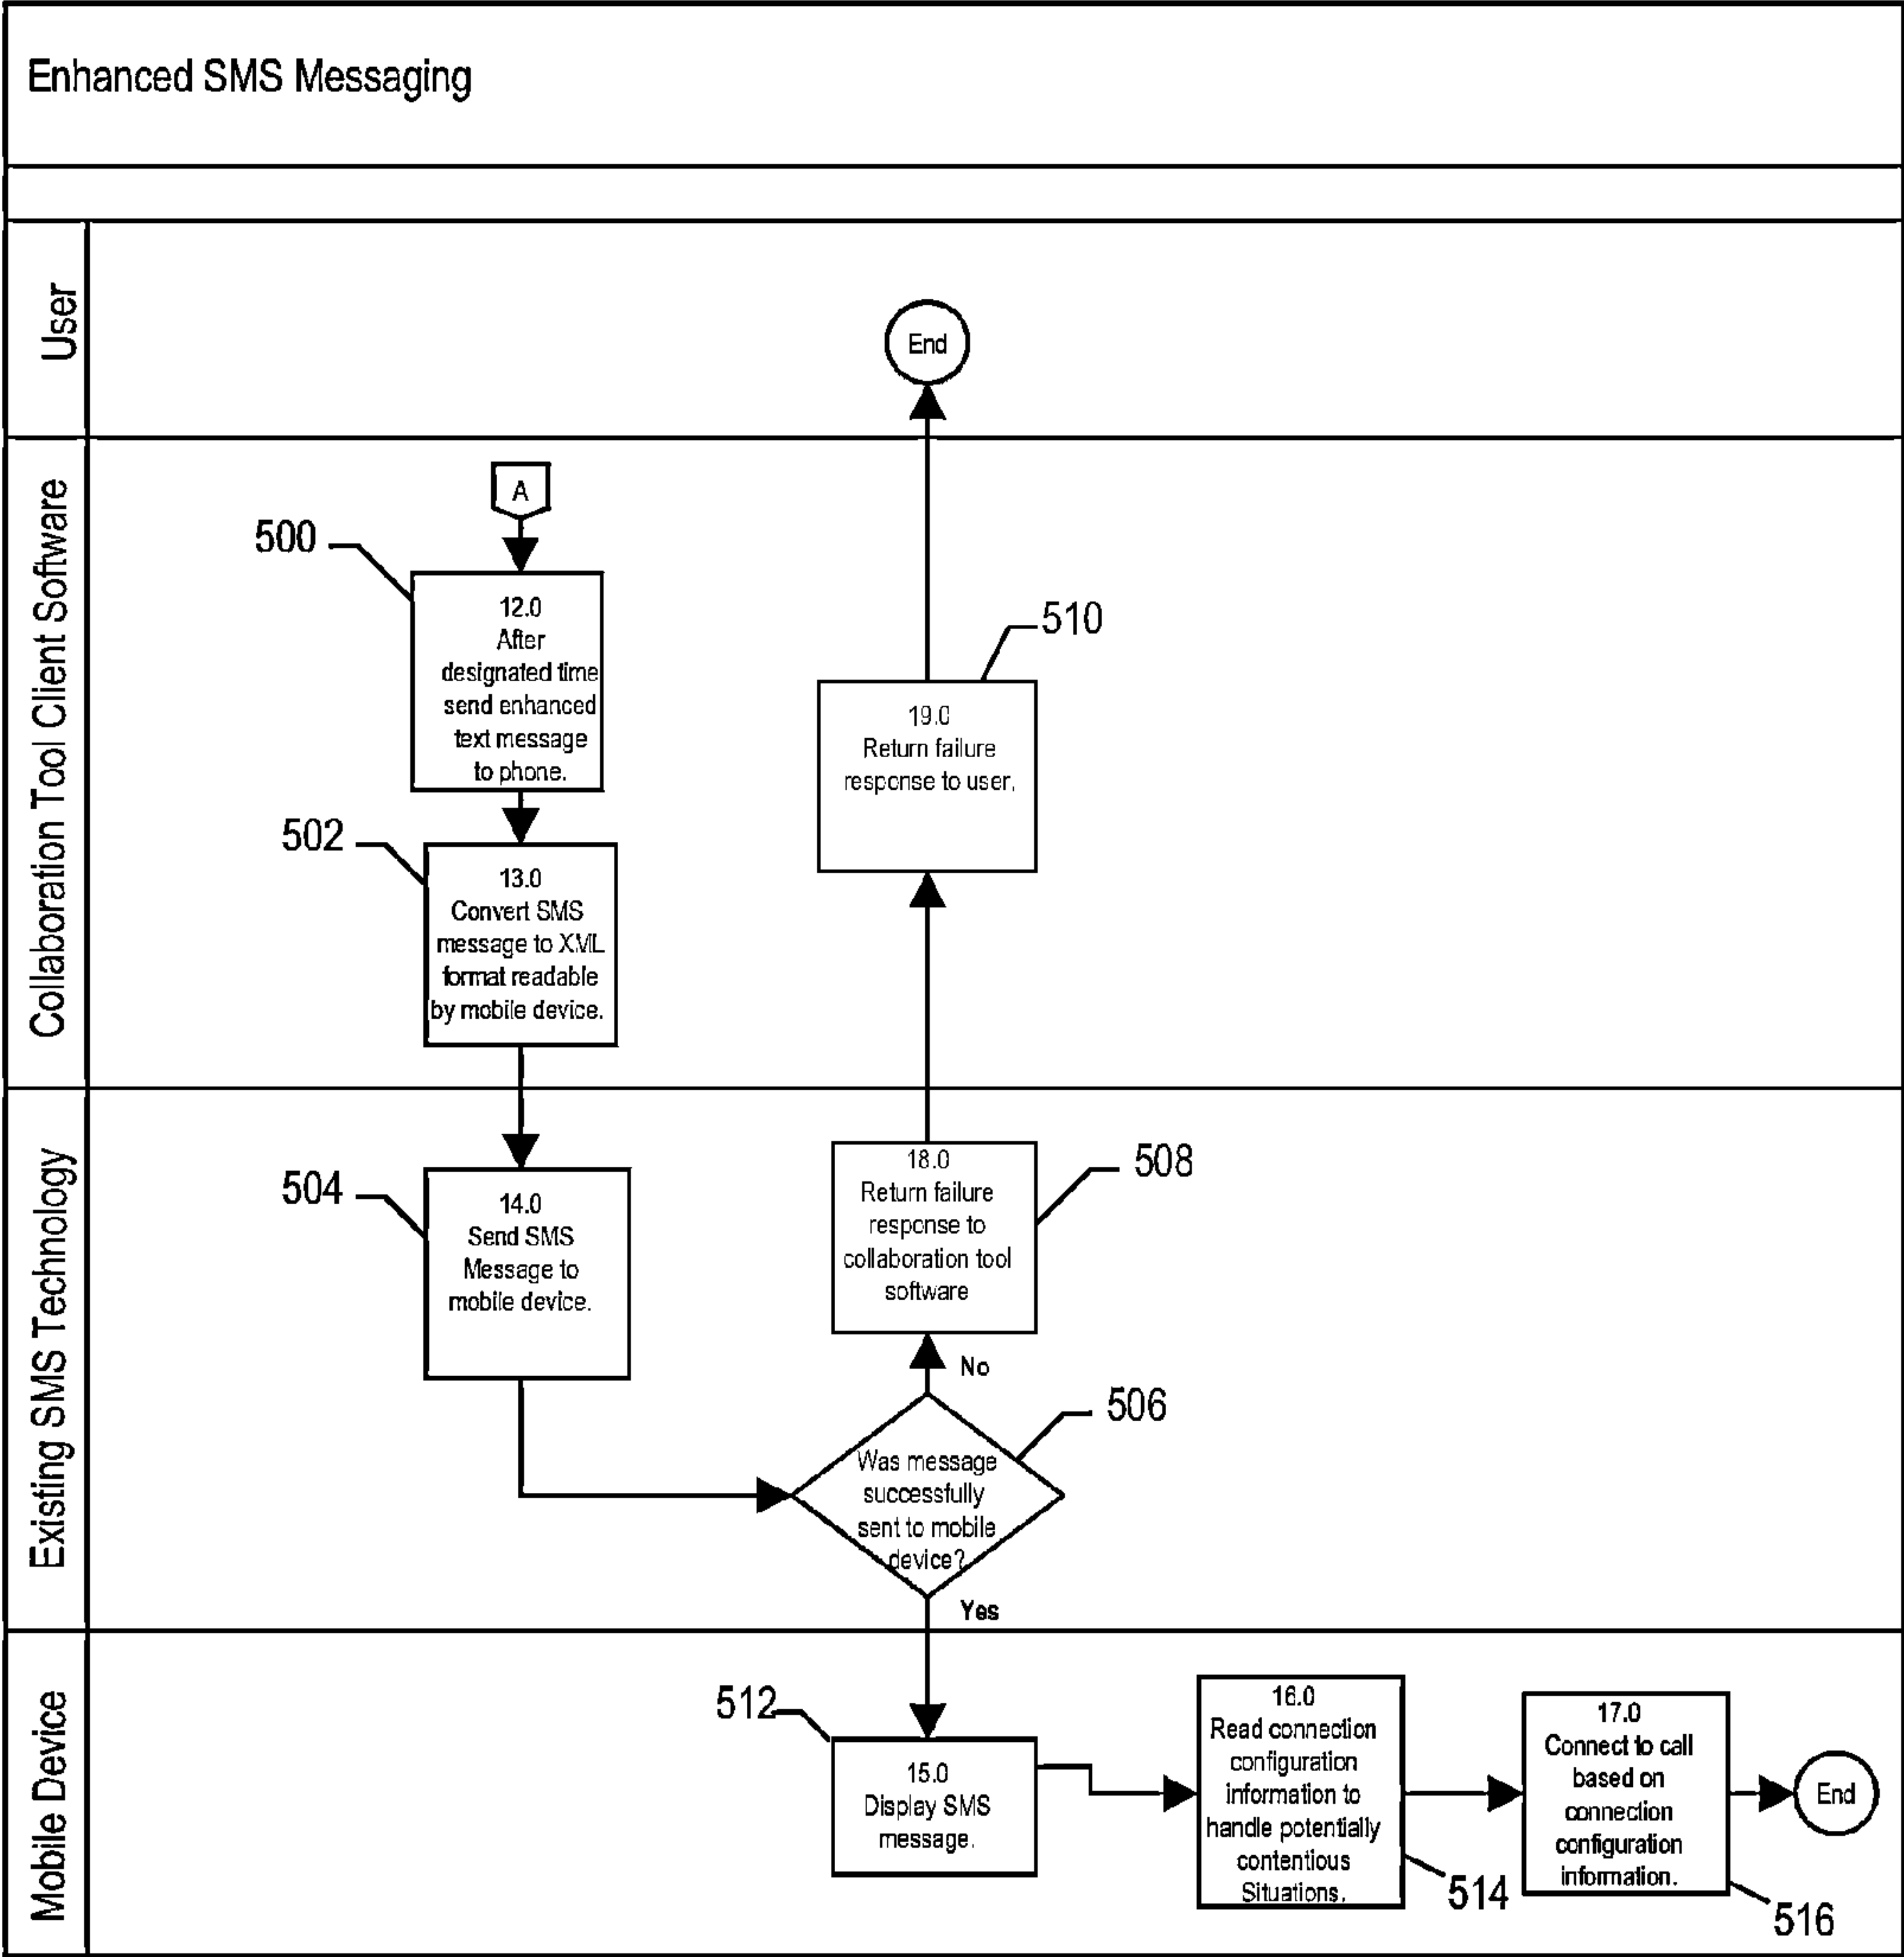 Enhanced SMS Messaging
User
End
Collaboration Tool Client Software
A
500
12.0
After
designated time
send enhanced
text message
to phone.
502
13.0
Convert SMS
message to XML
format readable
by mobile device.
510
19.0
Return failure
response to user.
Existing SMS Technology
504
14.0
Send SMS
Message to
mobile device.
508
18.0
Return failure
response to
collaboration tool
software
No
506
Was message
successfully
sent to mobile
device?
Yes
Mobile Device
512
15.0
Display SMS
message.
16.0
Read connection
configuration
information to
handle potentially
contentious
Situations.
514
17.0
Connect to call
based on
connection
configuration
information.
516
End